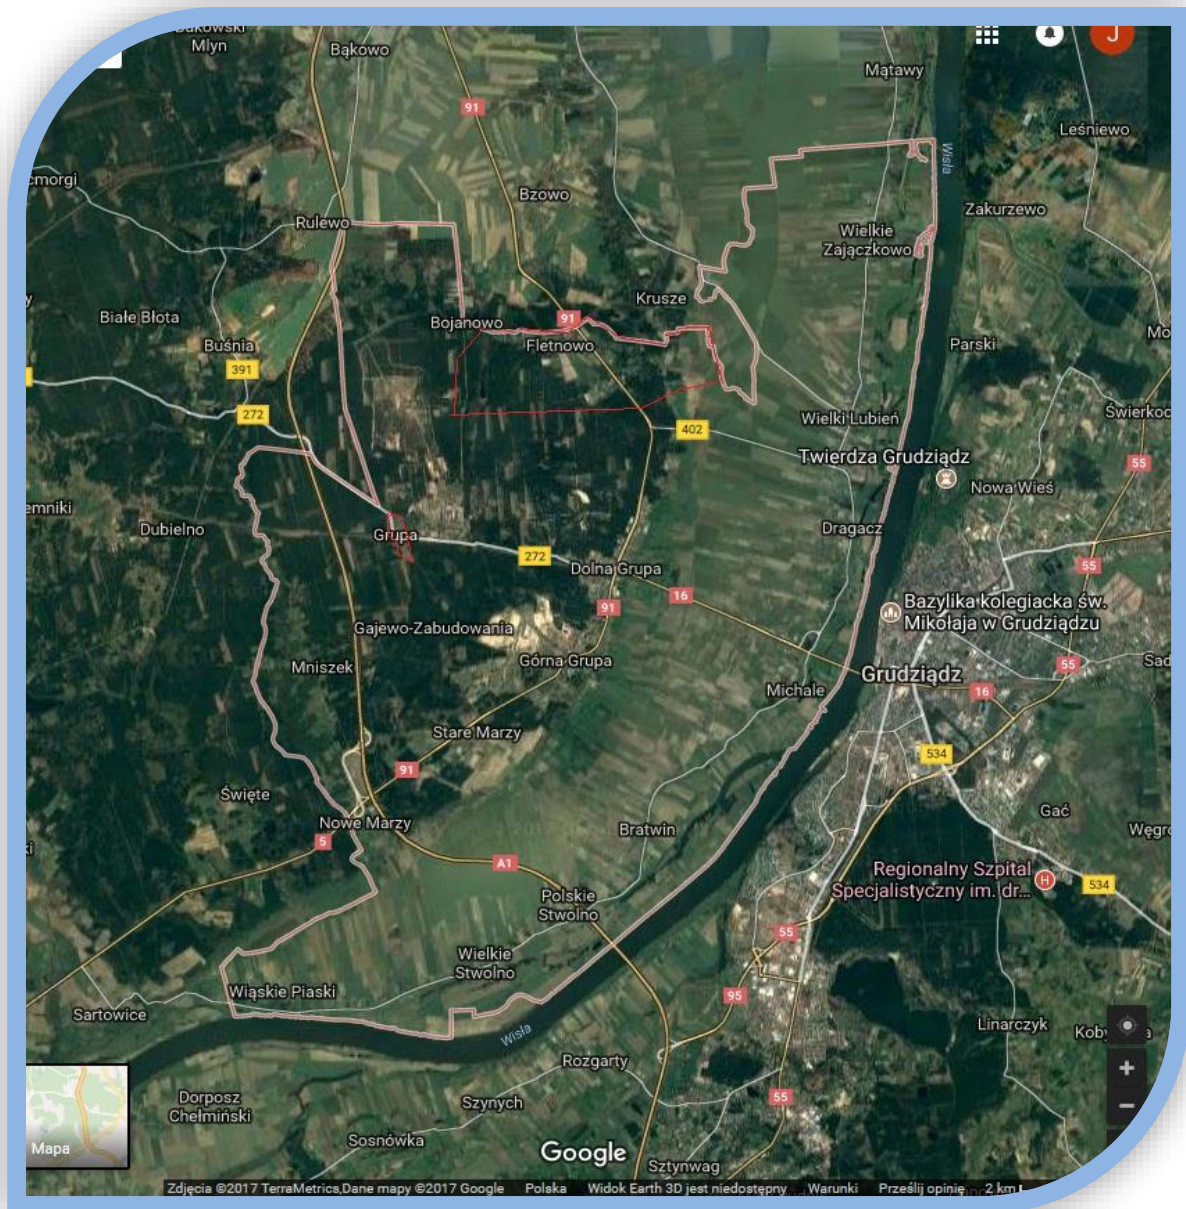 Młyn
Bąkowo
J
Mątawy
91
Leśniewo
Wisła
Bzowo
Zakurzewo
Rulewo
Wielkie
Zajączkowo
Krusze
Białe Błota
Bojanowo
91
Buśnia
Fletnowo
Parski
391
272
Wielki Lubień
402
Twierdza Grudziądz
55
Nowa Wieś
Dubielno
Grupa
Dragacz
272
Dolna Grupa
55
16
91
Bazylika kolegiacka św.
Mikołaja w Grudziądzu
Gajewo-Zabudowania
Górna Grupa
Mniszek
55
Grudziądz
Michale
16
Stare Marzy
534
91
Święte
Gać
Nowe Marzy
Bratwin
5
A1
Regionalny Szpital
Specjalistyczny im. dr...
H
534
Polskie
Stwolno
55
Wielkie
Stwolno
Wiąskie Piaski
95
Sartowice
Linarczyk
Wisła
Rozgarty
+
Dorposz
Chełmiński
Szynych
55
−
Sosnówka
Mapa
Google
Sztynwag
Zdjęcia ©2017 TerraMetrics,Dane mapy ©2017 Google Polska Widok Earth 3D jest niedostępny Warunki Prześlij opinię 2 km